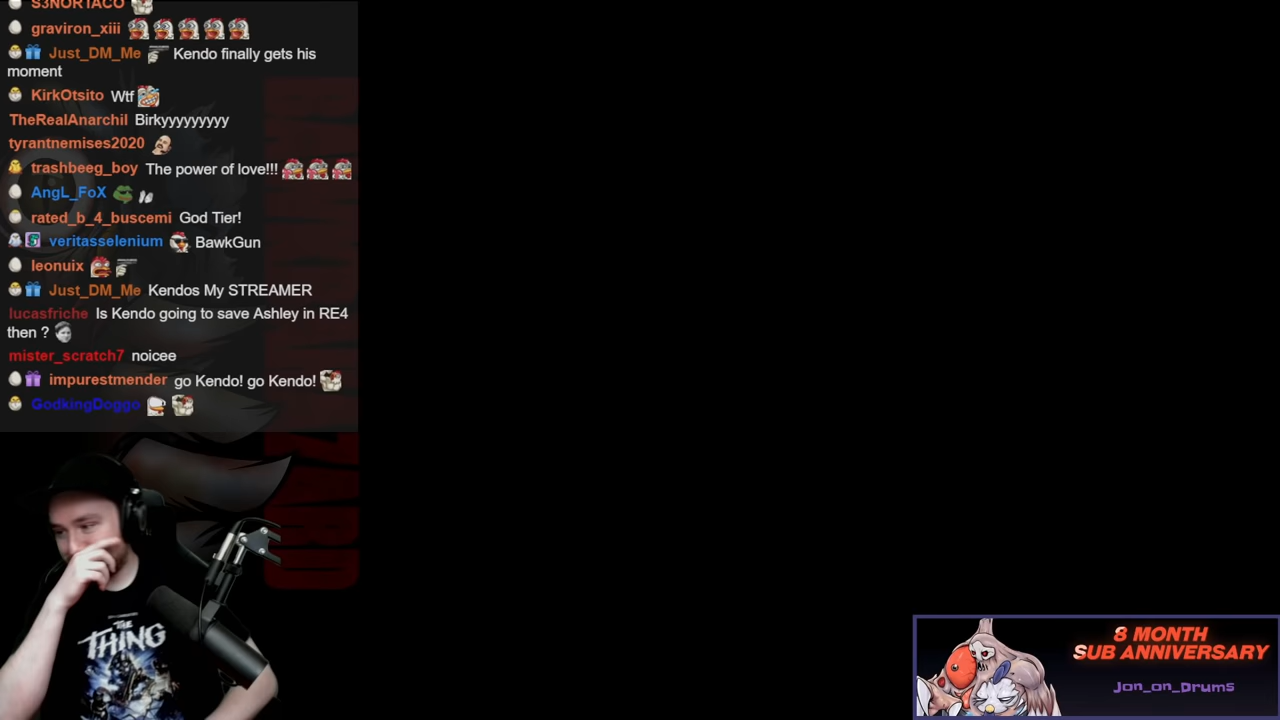 S3NORTACO
graviron_xiii
Just_DM_Me Kendo finally gets his
moment
KirkOtsito Wtf
TheRealAnarchil Birkyyyyyyyyy
tyrantnemises2020
trashbeeg_boy The power of love!!!
AngL_FoX
rated_b_4_buscemi God Tier!
veritasselenium BawkGun
leonuix
Just_DM_Me Kendos My STREAMER
lucasfriche Is Kendo going to save Ashley in RE4
then ?
mister_scratch7 noicee
impurestmender go Kendo! go Kendo!
GodkingDoggo
THE
THING
8 MONTH
SUB ANNIVERSARY
Jon_on_Drums